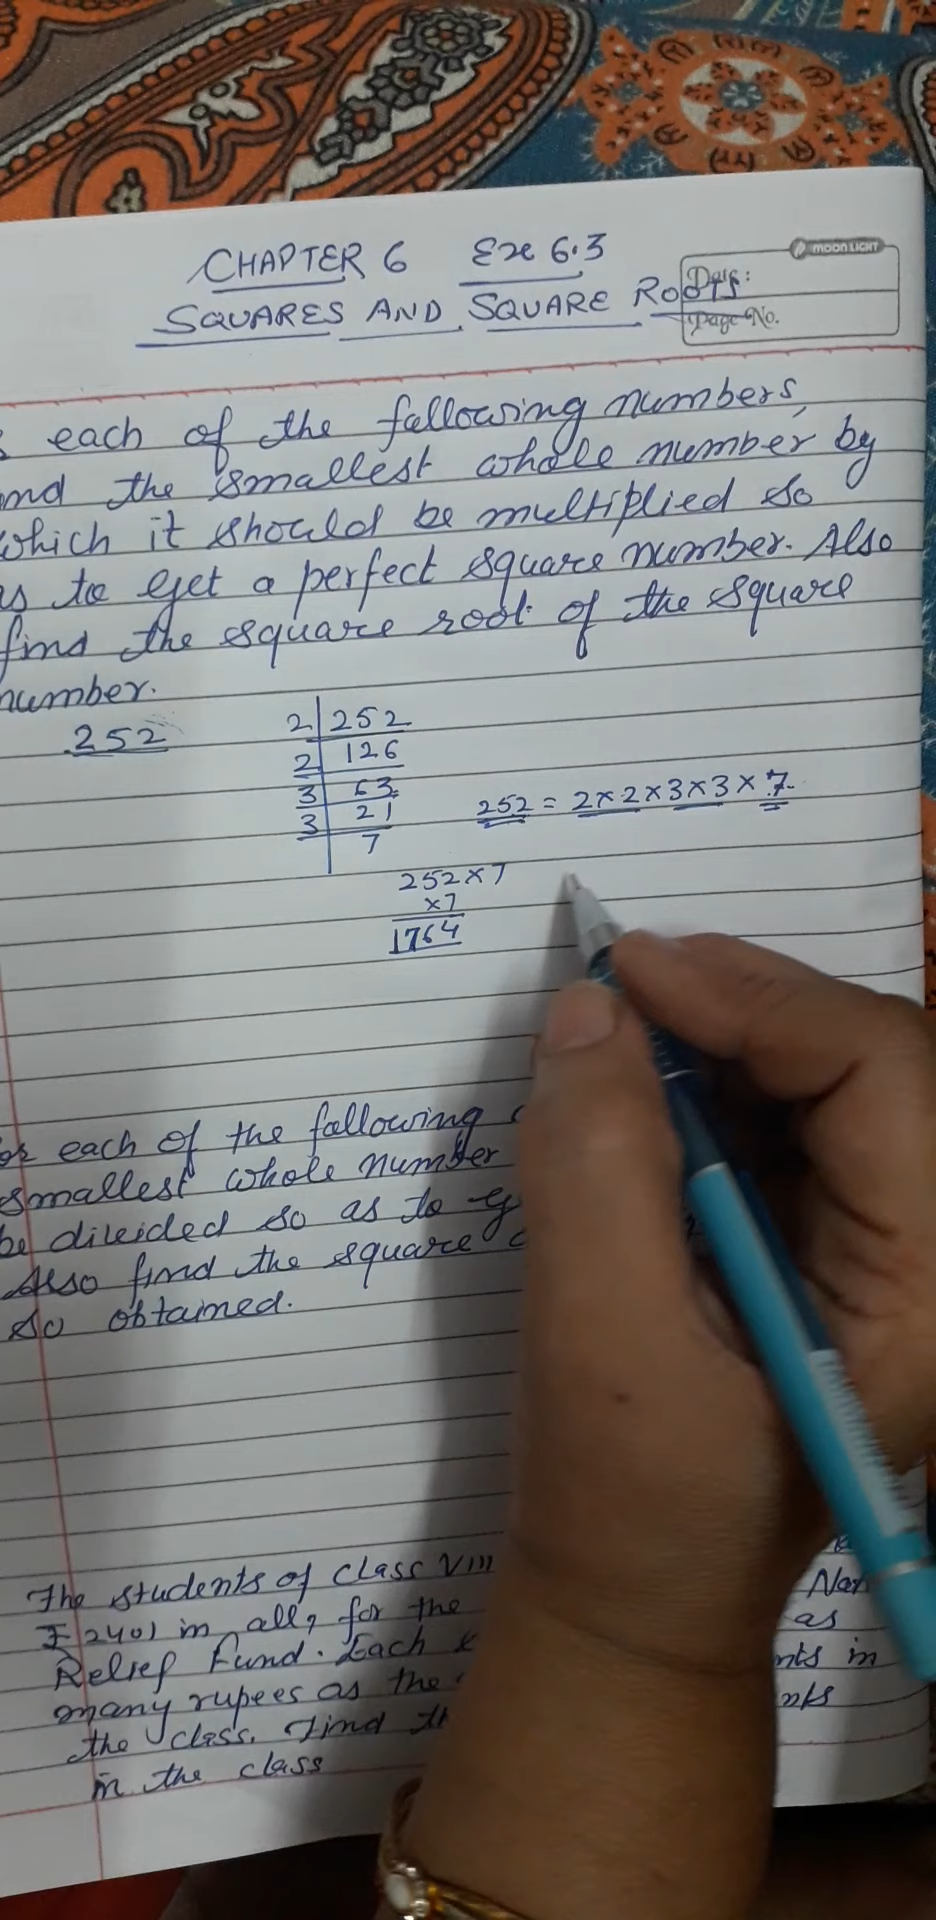 CHAPTER 6 Ex 6.3
MOONLIGHT
SQUARES AND SQUARE ROOTS
Date:
Page No.
each of the following numbers,
the smallest whole number by
which it should be multiplied so
to get a perfect square number. Also
find the square root of the square
number.
252
2 252
2 126
3 63
3 21
7
252 = 2×2×3×3×7
252×7
×7
1764
each of the following
smallest whole number
be divided so as to
Also find the square
so obtained.
The students of class VIII
₹2401 in all, for the as
Relief Fund. Each in
many rupees as the
the class. Find
in the class